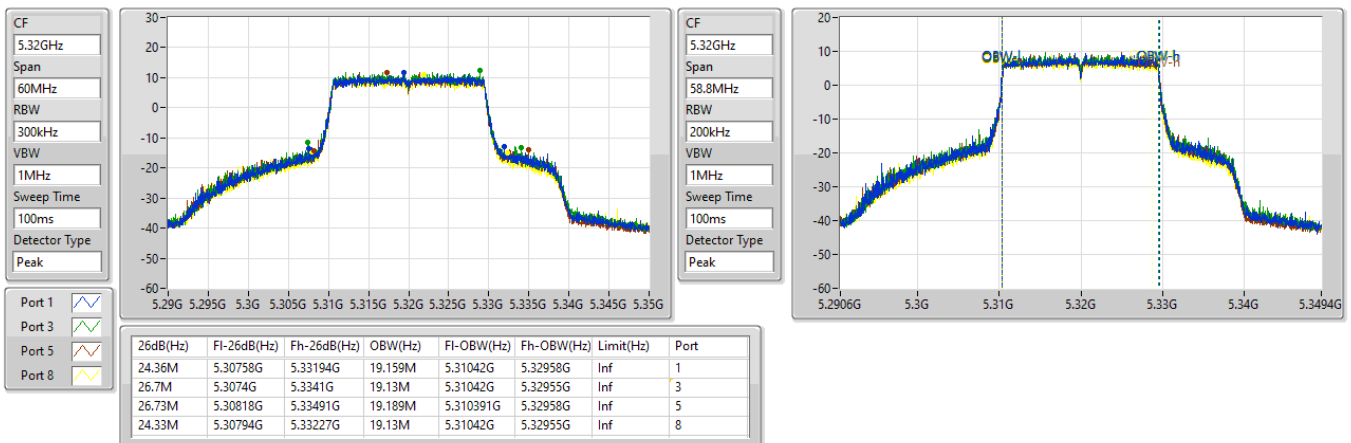 CF
5.32GHz
Span
60MHz
RBW
300kHz
VBW
1MHz
Sweep Time
100ms
Detector Type
Peak
30
20
10
0
-10
-20
-30
-40
-50
-60
5.29G 5.295G 5.3G 5.305G 5.31G 5.315G 5.32G 5.325G 5.33G 5.335G 5.34G 5.345G 5.35G
CF
5.32GHz
Span
58.8MHz
RBW
200kHz
VBW
1MHz
Sweep Time
100ms
Detector Type
Peak
20
10
0
-10
-20
-30
-40
-50
-60
OBW-l OBW-h
5.2906G 5.3G 5.31G 5.32G 5.33G 5.34G 5.3494G
Port 1
Port 3
Port 5
Port 8
26dB(Hz) Fl-26dB(Hz) Fh-26dB(Hz) OBW(Hz) Fl-OBW(Hz) Fh-OBW(Hz) Limit(Hz) Port
24.36M 5.30758G 5.33194G 19.159M 5.31042G 5.32958G Inf 1
26.7M 5.3074G 5.3341G 19.13M 5.31042G 5.32955G Inf 3
26.73M 5.30818G 5.33491G 19.189M 5.310391G 5.32958G Inf 5
24.33M 5.30794G 5.33227G 19.13M 5.31042G 5.32955G Inf 8